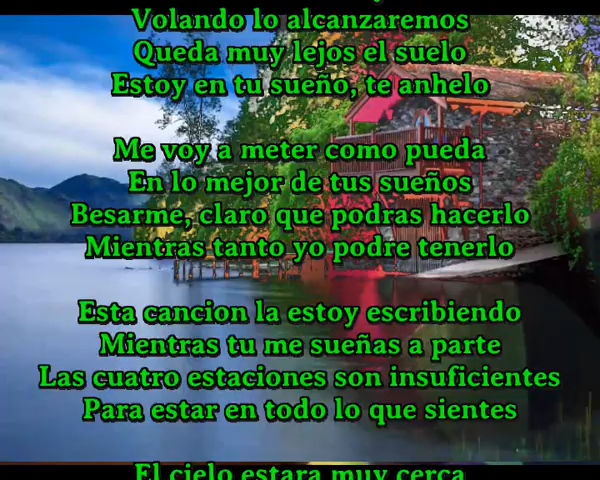 Volando lo alcanzaremos
Queda muy lejos el suelo
Estoy en tu sueño, te anhelo
Me voy a meter como pueda
En lo mejor de tus sueños
Besarme, claro que podras hacerlo
Mientras tanto yo podre tenerlo
Esta cancion la estoy escribiendo
Mientras tu me sueñas a parte
Las cuatro estaciones son insuficientes
Para estar en todo lo que sientes
El cielo estara muy cerca